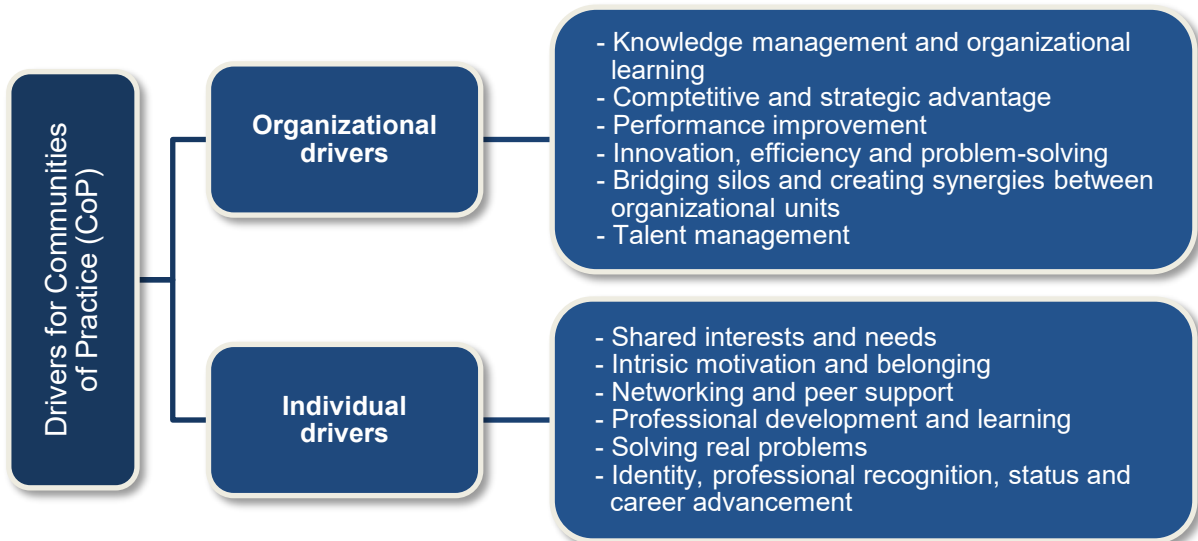 Drivers for Communities
of Practice (CoP)
Organizational
drivers
- Knowledge management and organizational
learning
- Comptetitive and strategic advantage
- Performance improvement
- Innovation, efficiency and problem-solving
- Bridging silos and creating synergies between
organizational units
- Talent management
Individual
drivers
- Shared interests and needs
- Intrisic motivation and belonging
- Networking and peer support
- Professional development and learning
- Solving real problems
- Identity, professional recognition, status and
career advancement